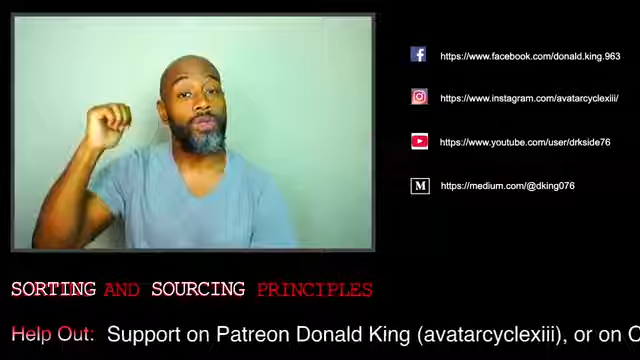 https://www.facebook.com/donald.king.963
https://www.instagram.com/avatarcyclexiii/
https://www.youtube.com/user/drkside76
M https://medium.com/@dking076
SORTING AND SOURCING PRINCIPLES
Help Out: Support on Patreon Donald King (avatarcyclexiii), or on